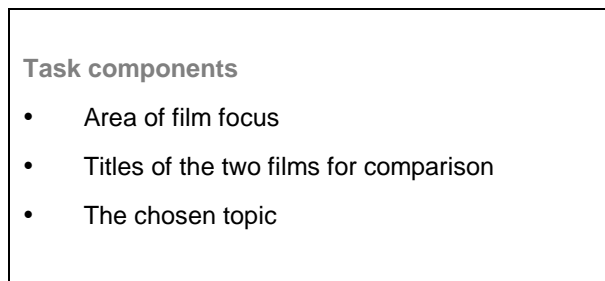 Task components
• Area of film focus
• Titles of the two films for comparison
• The chosen topic